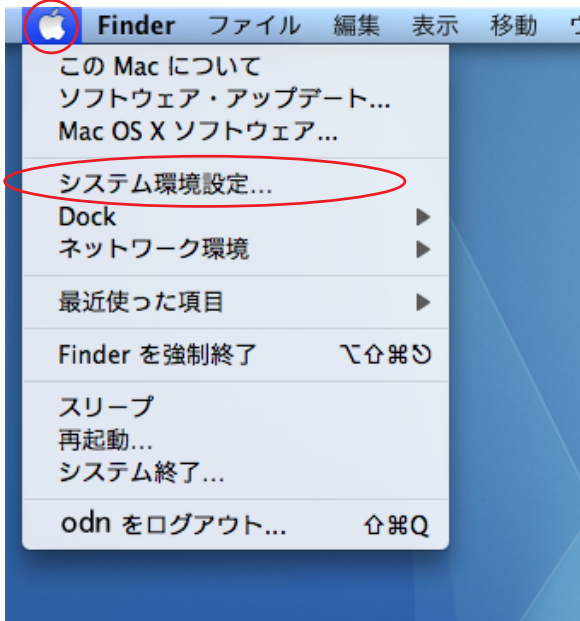 Finder ファイル 編集 表示 移動
この Mac について
ソフトウェア・アップデート...
Mac OS X ソフトウェア...
システム環境設定...
Dock
ネットワーク環境
最近使った項目
Finder を強制終了 ⌥⇧⌘⎋
スリープ
再起動...
システム終了...
odn をログアウト... ⇧⌘Q